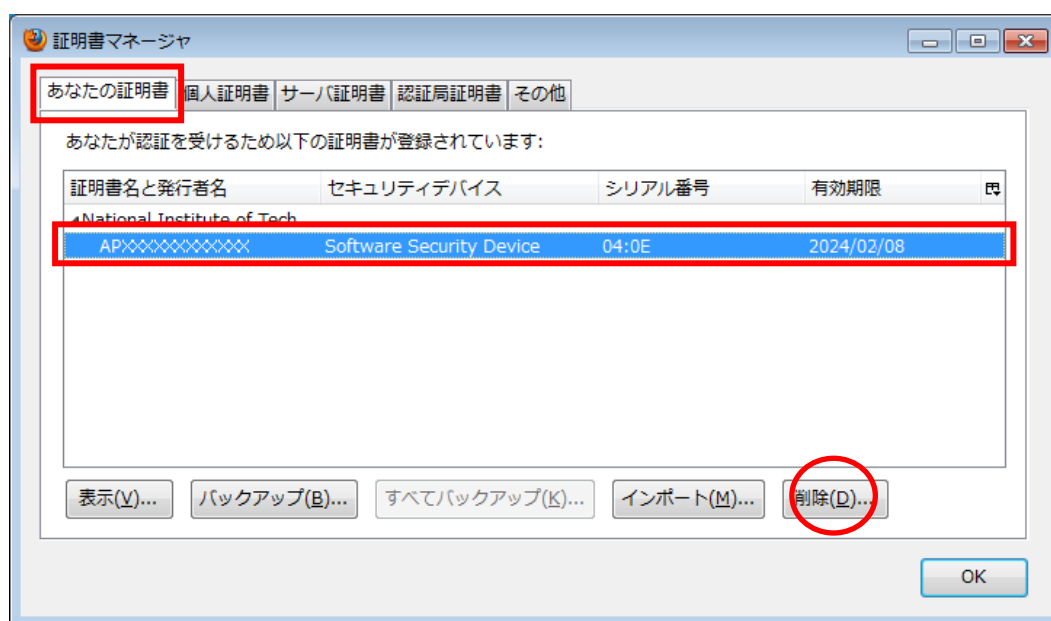 証明書マネージャ
あなたの証明書 個人証明書 サーバ証明書 認証局証明書 その他
あなたが認証を受けるため以下の証明書が登録されています:
証明書名と発行者名 セキュリティデバイス シリアル番号 有効期限
National Institute of Tech
APXXXXXXXXXXXX Software Security Device 04:0E 2024/02/08
表示(V)... バックアップ(B)... すべてバックアップ(K)... インポート(M)... 削除(D)...
OK